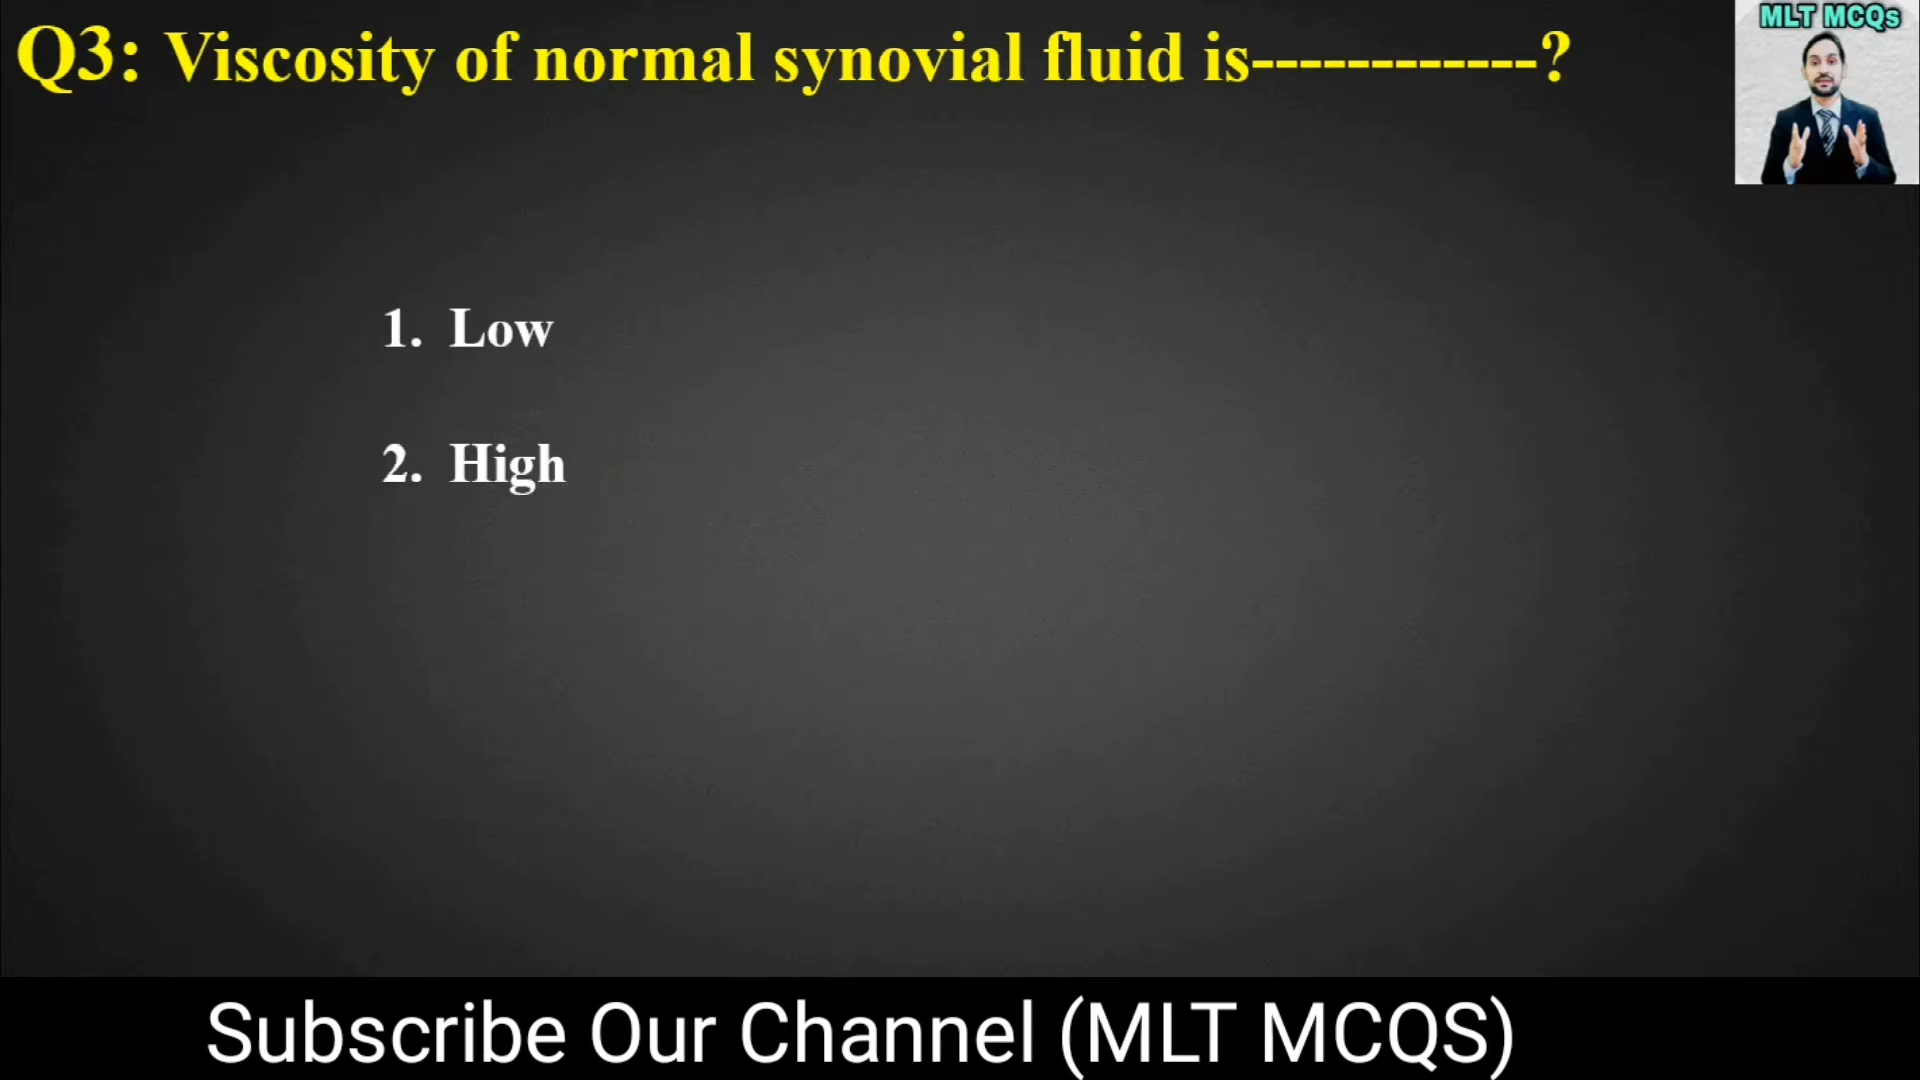 Q3: Viscosity of normal synovial fluid is------------?
MLT MCQs
1. Low
2. High
Subscribe Our Channel (MLT MCQS)